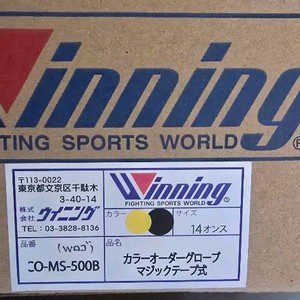 Winning®
FIGHTING SPORTS WORLD
〒113-0022
東京都文京区千駄木
3-40-14
株式会社 ウイニング
TEL : 03-3828-8136
Winning®
FIGHTING SPORTS WORLD
カラー
サイズ
14オンス
品番
(Wロゴ)
CO-MS-500B
品名
カラーオーダーグローブ
マジックテープ式